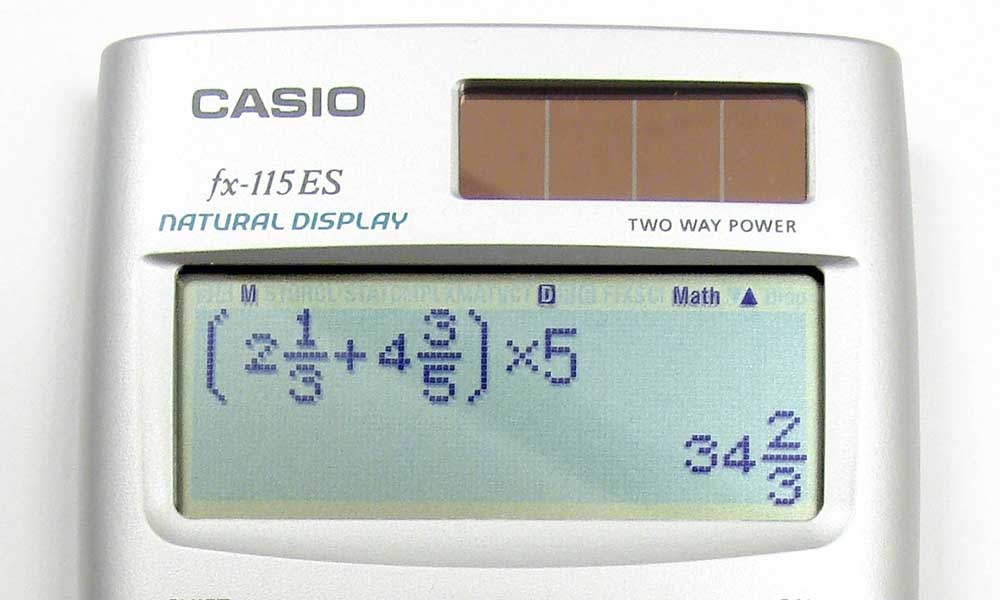 CASIO
fx-115ES
NATURAL DISPLAY
TWO WAY POWER
M D Math ▲
(2 1/3 + 4 3/5) ×5
34 2/3